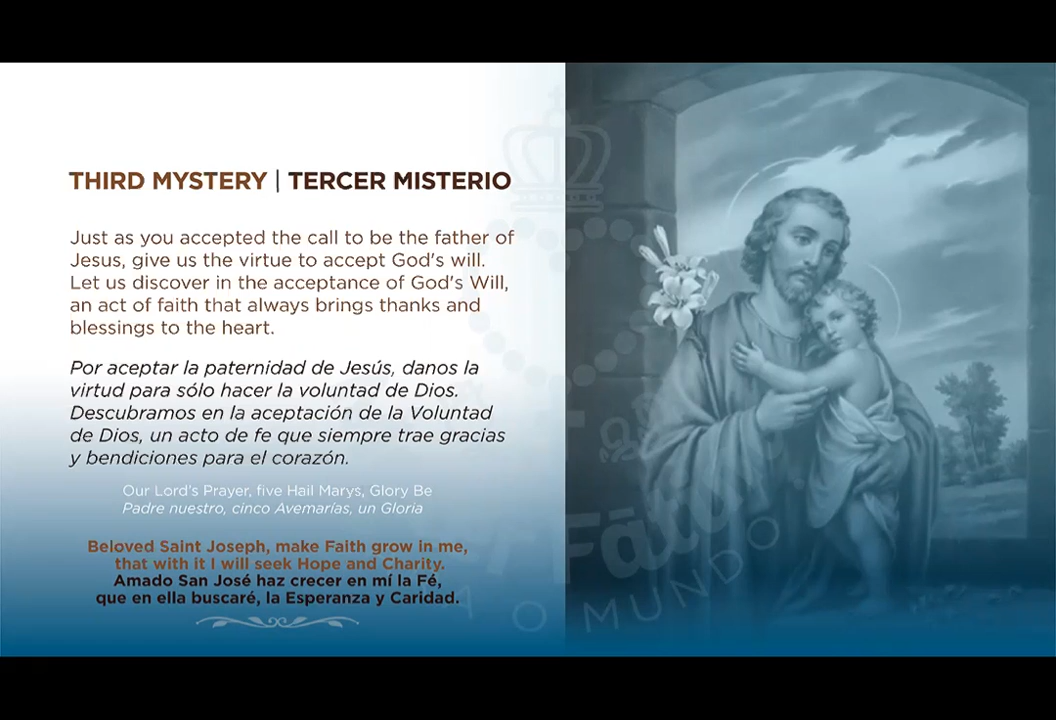 THIRD MYSTERY | TERCER MISTERIO
Just as you accepted the call to be the father of
Jesus, give us the virtue to accept God's will.
Let us discover in the acceptance of God's Will,
an act of faith that always brings thanks and
blessings to the heart.
Por aceptar la paternidad de Jesús, danos la
virtud para sólo hacer la voluntad de Dios.
Descubramos en la aceptación de la Voluntad
de Dios, un acto de fe que siempre trae gracias
y bendiciones para el corazón.
Our Lord's Prayer, five Hail Marys, Glory Be
Padre nuestro, cinco Avemarías, un Gloria
Beloved Saint Joseph, make Faith grow in me,
that with it I will seek Hope and Charity.
Amado San José haz crecer en mí la Fé,
que en ella buscaré, la Esperanza y Caridad.
A O MUNDO